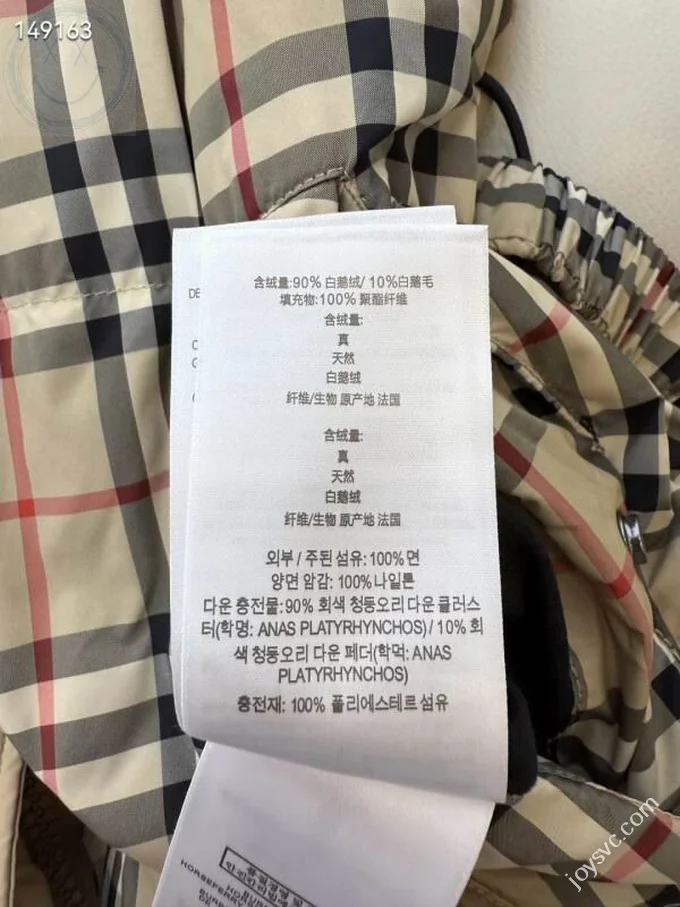 149163
含绒量:90% 白鹅绒/ 10%白鹅毛
填充物:100% 聚酯纤维
含绒量:
真
天然
白鹅绒
纤维/生物 原产地 法国
含绒量:
真
天然
白鹅绒
纤维/生物 原产地 法国
외부 / 주된 섬유: 100% 면
양면 암감: 100% 나일론
다운 충전물: 90% 회색 청둥오리 다운 클러스
터(학명: ANAS PLATYRHYNCHOS) / 10% 회
색 청둥오리 다운 페더(학먹: ANAS
PLATYRHYNCHOS)
충전재: 100% 폴리에스테르 섬유
DE
HORSEFERRY
joysvc.com